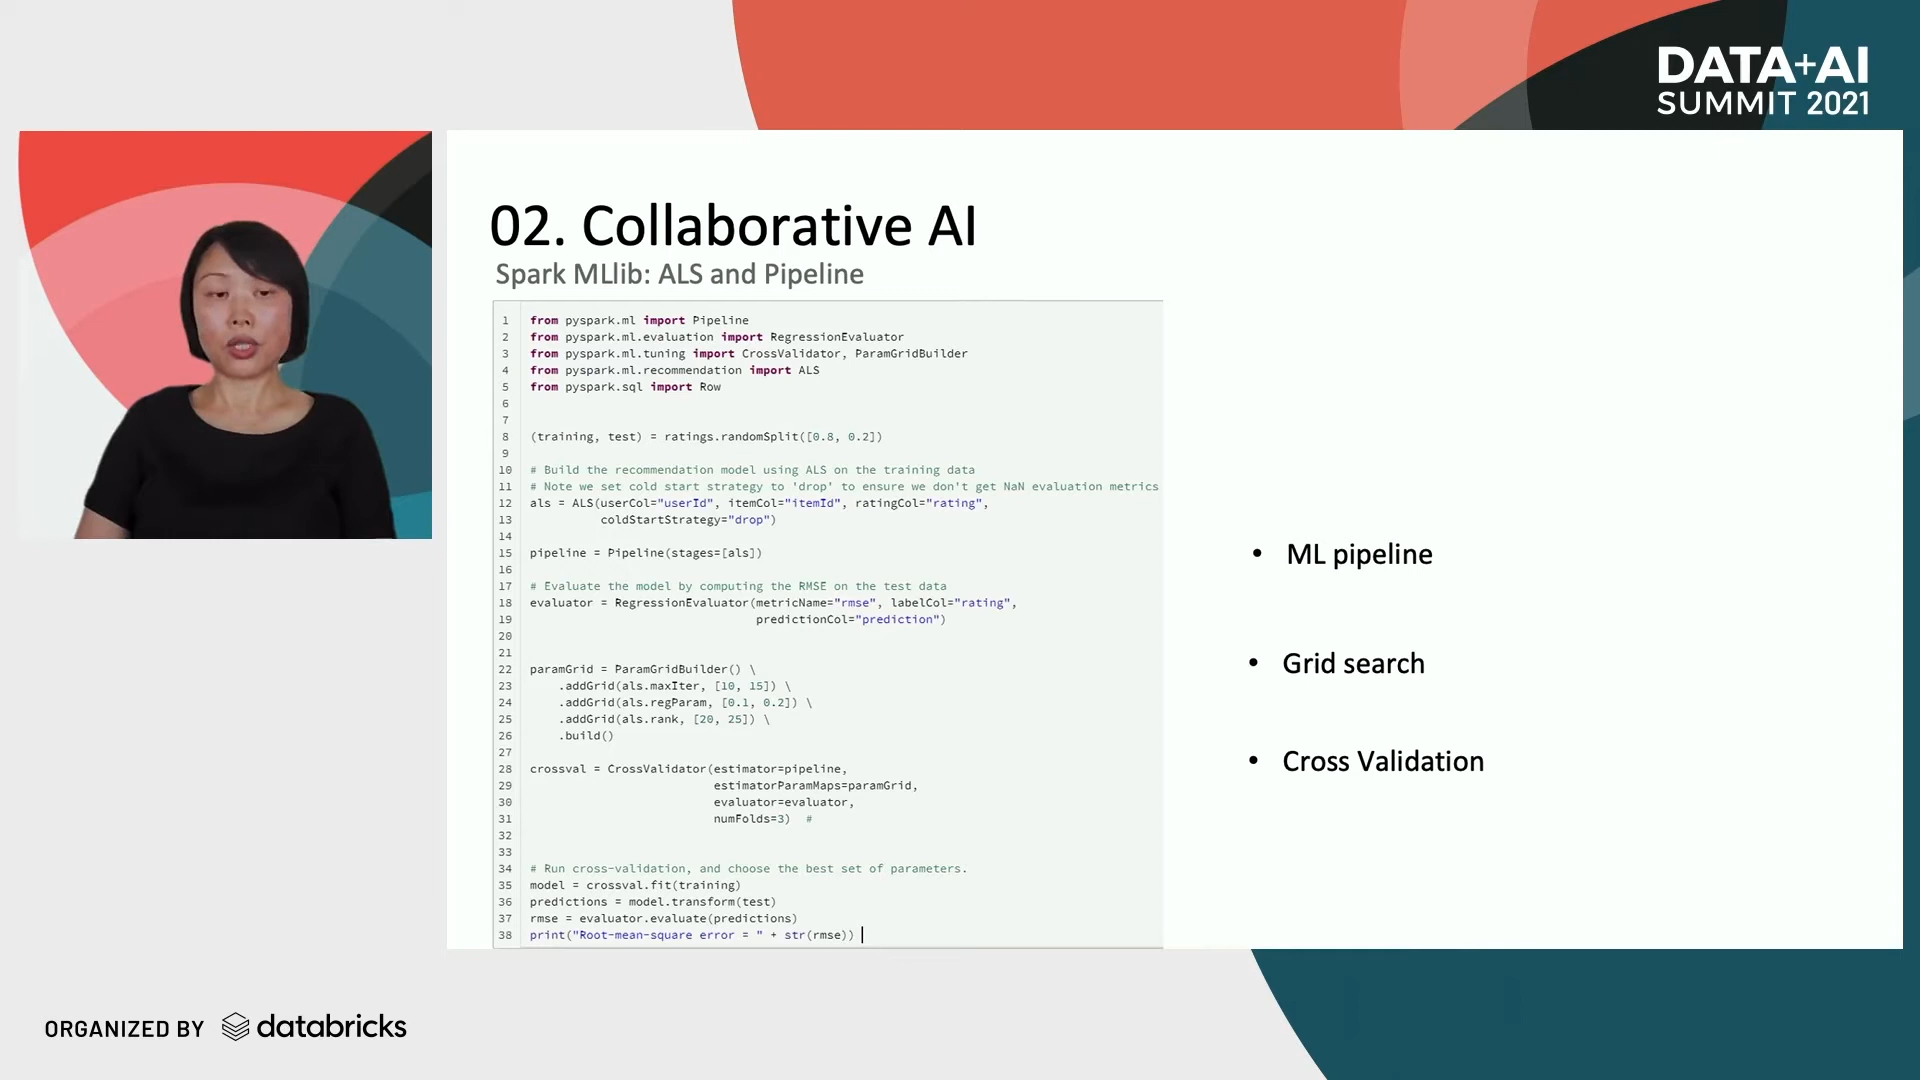 DATA+AI
SUMMIT 2021
02. Collaborative AI
Spark MLlib: ALS and Pipeline
1 from pyspark.ml import Pipeline
2 from pyspark.ml.evaluation import RegressionEvaluator
3 from pyspark.ml.tuning import CrossValidator, ParamGridBuilder
4 from pyspark.ml.recommendation import ALS
5 from pyspark.sql import Row
6
7
8 (training, test) = ratings.randomSplit([0.8, 0.2])
9
10 # Build the recommendation model using ALS on the training data
11 # Note we set cold start strategy to 'drop' to ensure we don't get NaN evaluation metrics
12 als = ALS(userCol="userId", itemCol="itemId", ratingCol="rating",
13 coldStartStrategy="drop")
14
15 pipeline = Pipeline(stages=[als])
16
17 # Evaluate the model by computing the RMSE on the test data
18 evaluator = RegressionEvaluator(metricName="rmse", labelCol="rating",
19 predictionCol="prediction")
20
21
22 paramGrid = ParamGridBuilder() \
23 .addGrid(als.maxIter, [10, 15]) \
24 .addGrid(als.regParam, [0.1, 0.2]) \
25 .addGrid(als.rank, [20, 25]) \
26 .build()
27
28 crossval = CrossValidator(estimator=pipeline,
29 estimatorParamMaps=paramGrid,
30 evaluator=evaluator,
31 numFolds=3) #
32
33
34 # Run cross-validation, and choose the best set of parameters.
35 model = crossval.fit(training)
36 predictions = model.transform(test)
37 rmse = evaluator.evaluate(predictions)
38 print("Root-mean-square error = " + str(rmse))
• ML pipeline
• Grid search
• Cross Validation
ORGANIZED BY databricks